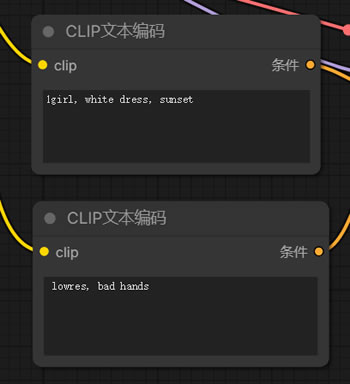 CLIP文本编码
clip 条件
1girl, white dress, sunset
CLIP文本编码
clip 条件
lowres, bad hands